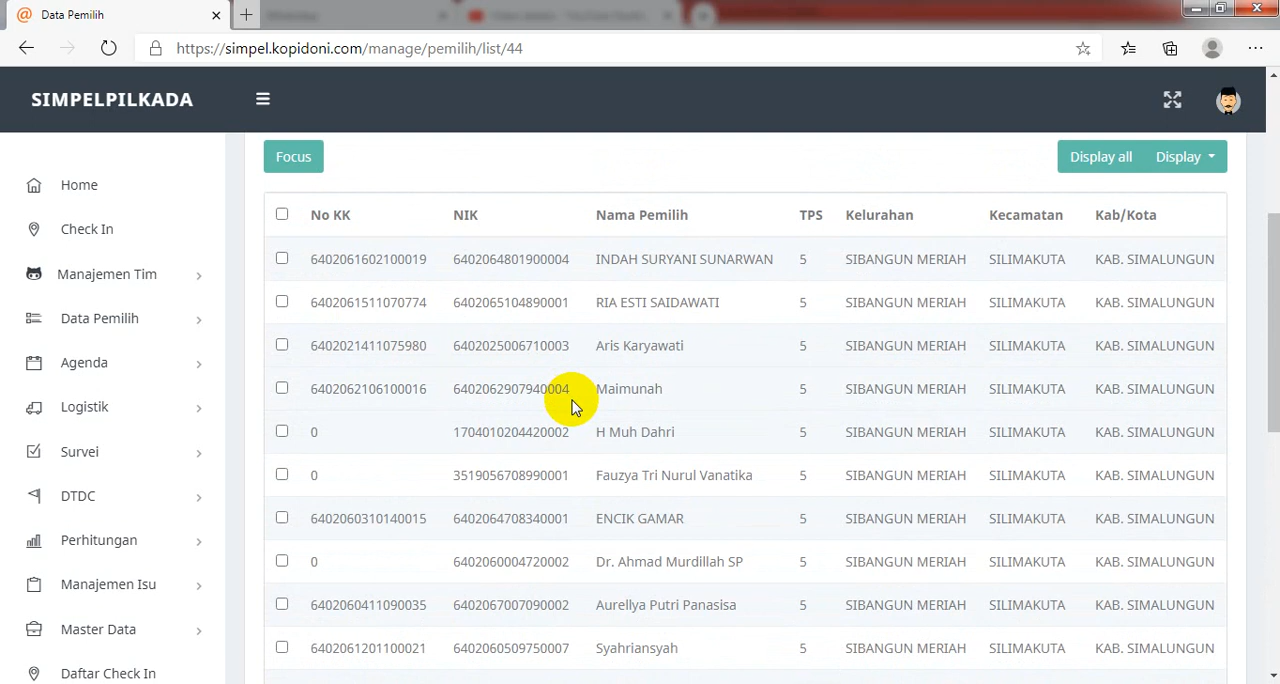 Data Pemilih
https://simpel.kopidoni.com/manage/pemilih/list/44
SIMPELPILKADA
Home
Check In
Manajemen Tim
Data Pemilih
Agenda
Logistik
Survei
DTDC
Perhitungan
Manajemen Isu
Master Data
Daftar Check In
Focus
Display all Display
No KK NIK Nama Pemilih TPS Kelurahan Kecamatan Kab/Kota
6402061602100019 6402064801900004 INDAH SURYANI SUNARWAN 5 SIBANGUN MERIAH SILIMAKUTA KAB. SIMALUNGUN
6402061511070774 6402065104890001 RIA ESTI SAIDAWATI 5 SIBANGUN MERIAH SILIMAKUTA KAB. SIMALUNGUN
6402021411075980 6402025006710003 Aris Karyawati 5 SIBANGUN MERIAH SILIMAKUTA KAB. SIMALUNGUN
6402062106100016 6402062907940004 Maimunah 5 SIBANGUN MERIAH SILIMAKUTA KAB. SIMALUNGUN
0 1704010204420002 H Muh Dahri 5 SIBANGUN MERIAH SILIMAKUTA KAB. SIMALUNGUN
0 3519056708990001 Fauzya Tri Nurul Vanatika 5 SIBANGUN MERIAH SILIMAKUTA KAB. SIMALUNGUN
6402060310140015 6402064708340001 ENCIK GAMAR 5 SIBANGUN MERIAH SILIMAKUTA KAB. SIMALUNGUN
0 6402060004720002 Dr. Ahmad Murdillah SP 5 SIBANGUN MERIAH SILIMAKUTA KAB. SIMALUNGUN
6402060411090035 6402067007090002 Aurellya Putri Panasisa 5 SIBANGUN MERIAH SILIMAKUTA KAB. SIMALUNGUN
6402061201100021 6402060509750007 Syahriansyah 5 SIBANGUN MERIAH SILIMAKUTA KAB. SIMALUNGUN